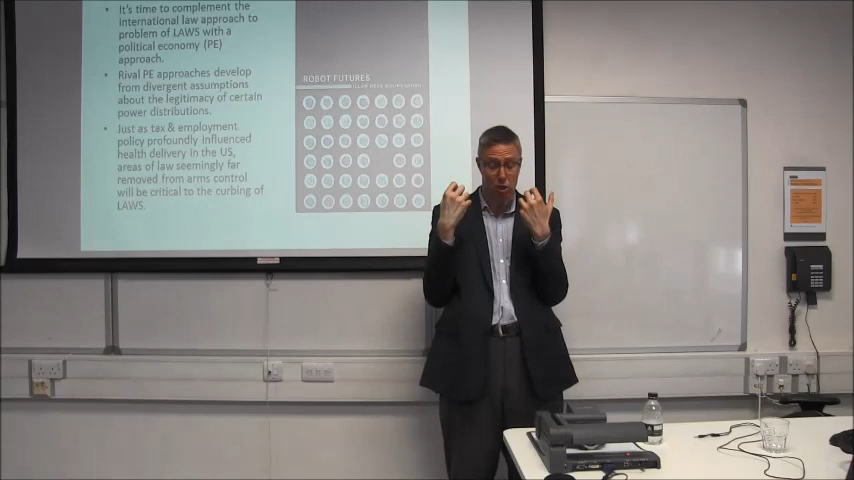 It's time to complement the
international law approach to
problem of LAWS with a
political economy (PE)
approach.
Rival PE approaches develop
from divergent assumptions
about the legitimacy of certain
power distributions.
Just as tax & employment
policy profoundly influenced
health delivery in the US,
areas of law seemingly far
removed from arms control
will be critical to the curbing of
LAWS.
ROBOT FUTURES